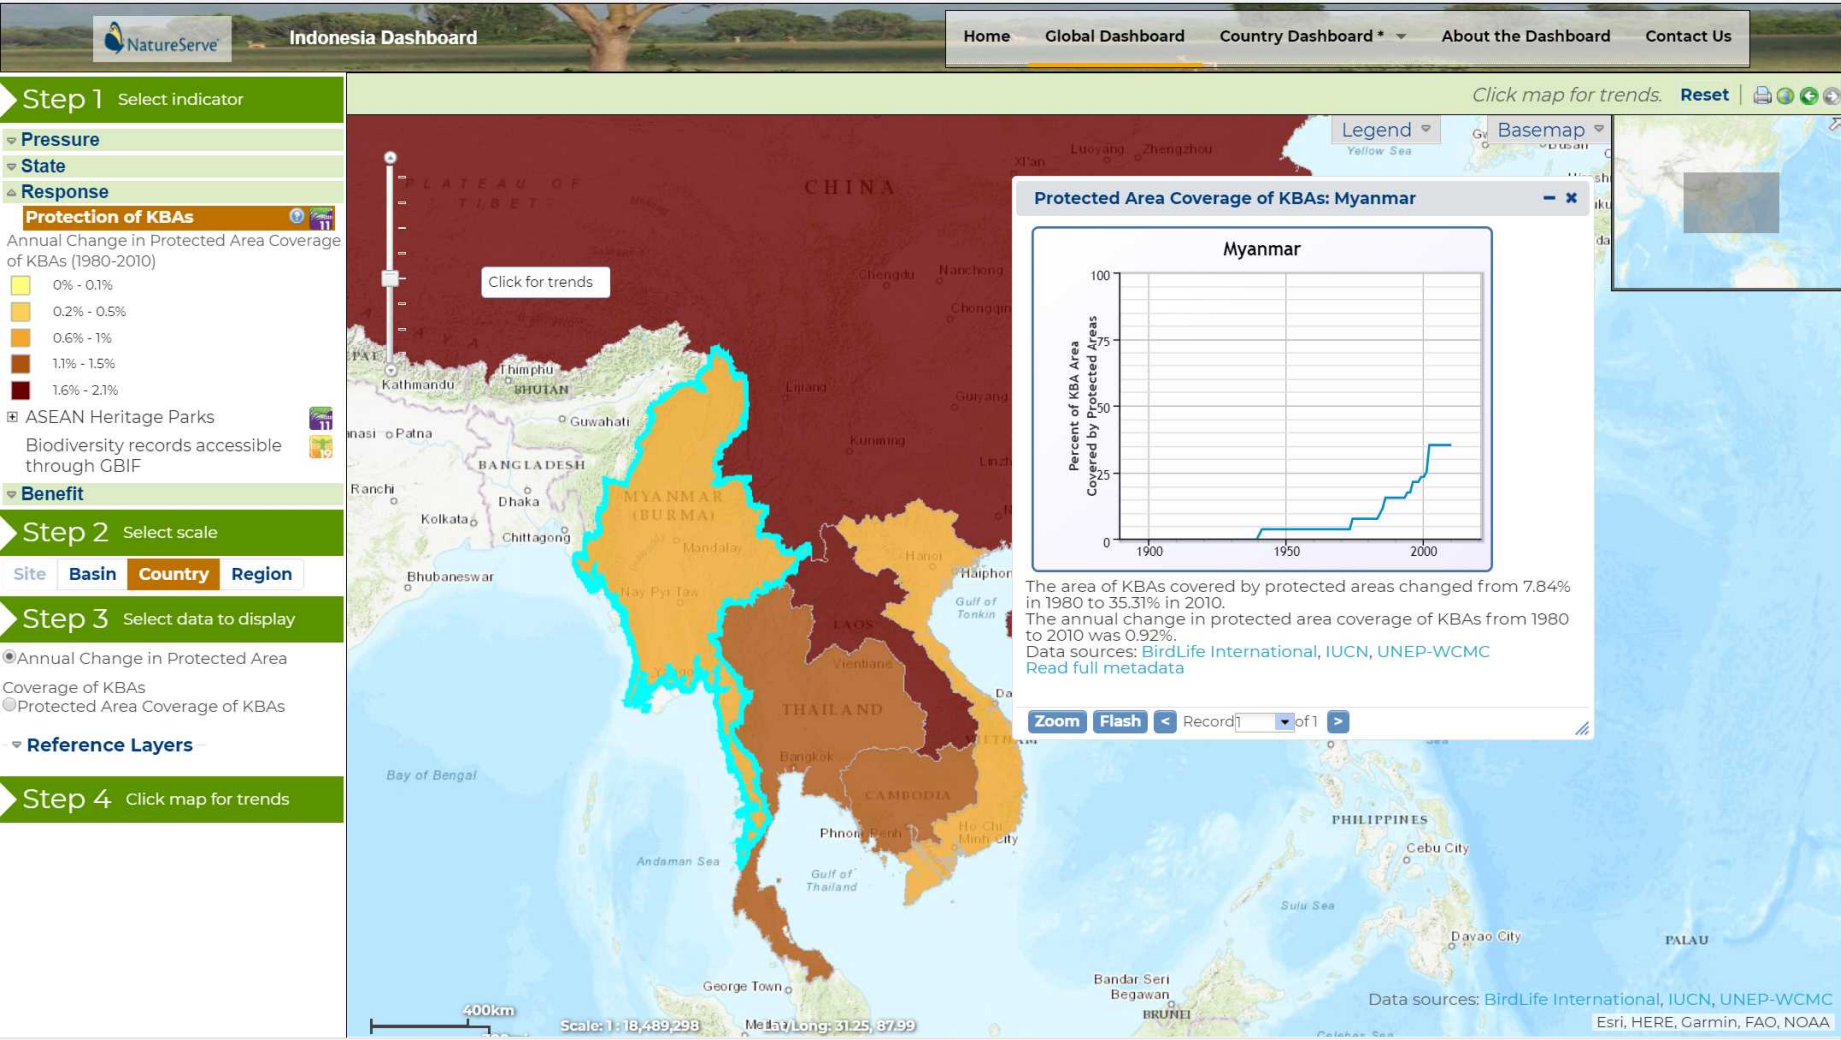 NatureServe
Indonesia Dashboard
Home
Global Dashboard
Country Dashboard *
About the Dashboard
Contact Us
Step 1 Select indicator
Click map for trends.
Reset
Pressure
State
Response
Protection of KBAs
11
Annual Change in Protected Area Coverage
of KBAs (1980-2010)
0% - 0.1%
0.2% - 0.5%
0.6% - 1%
1.1% - 1.5%
1.6% - 2.1%
ASEAN Heritage Parks
11
Biodiversity records accessible
through GBIF
19
Benefit
Step 2 Select scale
Site
Basin
Country
Region
Step 3 Select data to display
Annual Change in Protected Area
Coverage of KBAs
Protected Area Coverage of KBAs
Reference Layers
Step 4 Click map for trends
Legend
Basemap
Click for trends
PLATEAU OF
TIBET
CHINA
XI'an
Luoyang
Zhengzhou
Yellow Sea
Chengdu
Nanchong
Lijiang
Guiyang
Kunming
Kathmandu
Thimphu
BHUTAN
Guwahati
Patna
BANGLADESH
Ranchi
Dhaka
Kolkata
Chittagong
Bhubaneswar
MYANMAR
(BURMA)
Mandalay
Nay Pyi Taw
Hanoi
Haiphon
Gulf of
Tonkin
LAOS
Vientiane
THAILAND
Bangkok
CAMBODIA
Phnom Penh
Ho Chi
Minh City
Bay of Bengal
Andaman Sea
Gulf of
Thailand
George Town
PHILIPPINES
Cebu City
Sulu Sea
Davao City
PALAU
Bandar Seri
Begawan
BRUNEI
Celebes Sea
Protected Area Coverage of KBAs: Myanmar
Myanmar
Percent of KBA Area
Covered by Protected Areas
100
75
50
25
0
1900
1950
2000
The area of KBAs covered by protected areas changed from 7.84%
in 1980 to 35.31% in 2010.
The annual change in protected area coverage of KBAs from 1980
to 2010 was 0.92%.
Data sources: BirdLife International, IUCN, UNEP-WCMC
Read full metadata
Zoom
Flash
<
Record 1 of 1
>
400km
Scale: 1 : 18,489,298
Lat/Long: 31.25, 87.99
Data sources: BirdLife International, IUCN, UNEP-WCMC
Esri, HERE, Garmin, FAO, NOAA